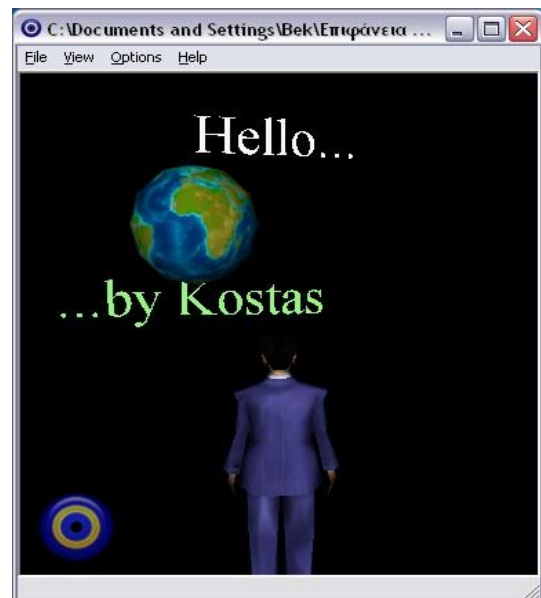 C:\Documents and Settings\Bek\Επιφάνεια ...
File View Options Help
Hello...
...by Kostas